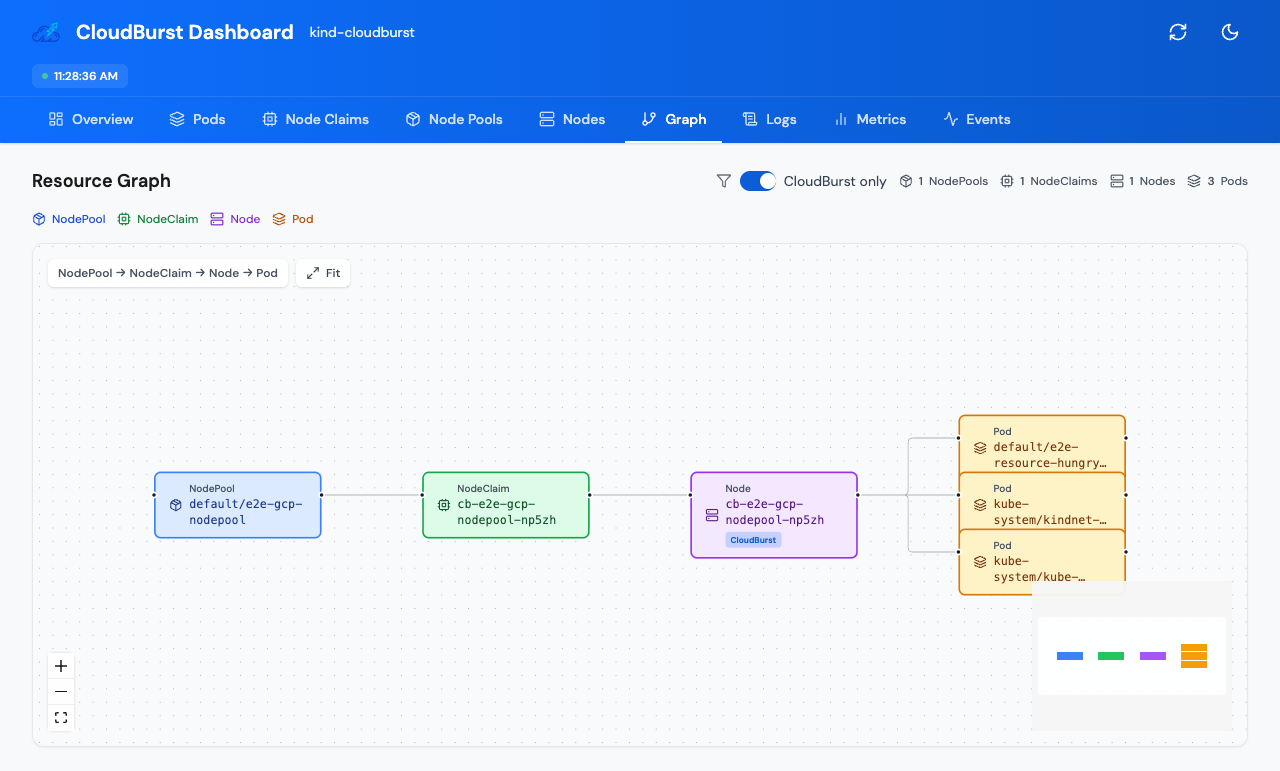 CloudBurst Dashboard kind-cloudburst
11:28:36 AM
Overview Pods Node Claims Node Pools Nodes Graph Logs Metrics Events
Resource Graph
CloudBurst only 1 NodePools 1 NodeClaims 1 Nodes 3 Pods
NodePool NodeClaim Node Pod
NodePool → NodeClaim → Node → Pod Fit
NodePool
default/e2e-gcp-
nodepool
NodeClaim
cb-e2e-gcp-
nodepool-np5zh
Node
cb-e2e-gcp-
nodepool-np5zh
CloudBurst
Pod
default/e2e-
resource-hungry…
Pod
kube-
system/kindnet-…
Pod
kube-
system/kube-…